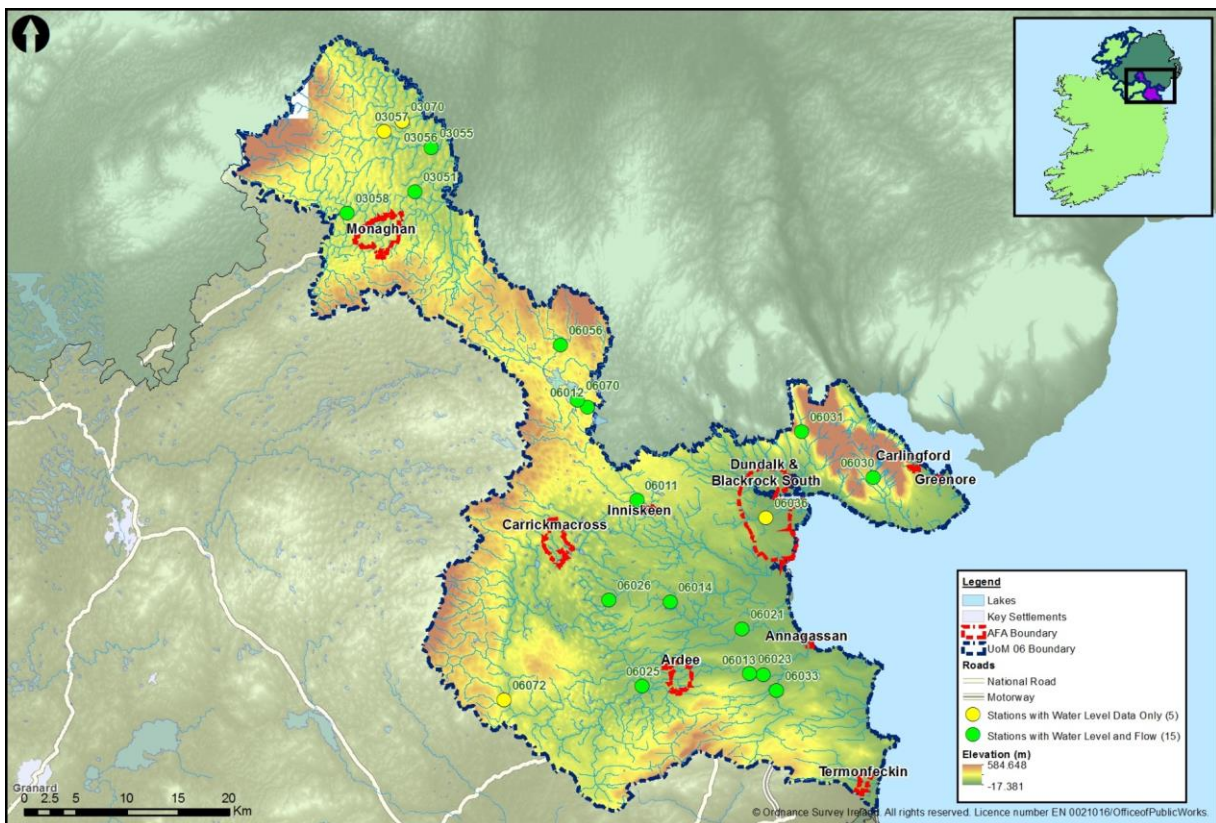 03070
03057
03056
03055
03051
03058
Monaghan
06056
06012
06070
06031
Carlingford
06030
Greenore
Dundalk &
Blackrock South
06011
Inniskeen
06036
Carrickmacross
06026
06014
06021
Annagassan
Ardee
06013
06023
06025
06033
06072
Termonfeckin
Granard
0 2.5 5 10 15 20
Km
Legend
Lakes
Key Settlements
AFA Boundary
UoM 06 Boundary
Roads
National Road
Motorway
Stations with Water Level Data Only (5)
Stations with Water Level and Flow (15)
Elevation (m)
584.648
-17.381
© Ordnance Survey Ireland. All rights reserved. Licence number EN 0021016/OfficeofPublicWorks.